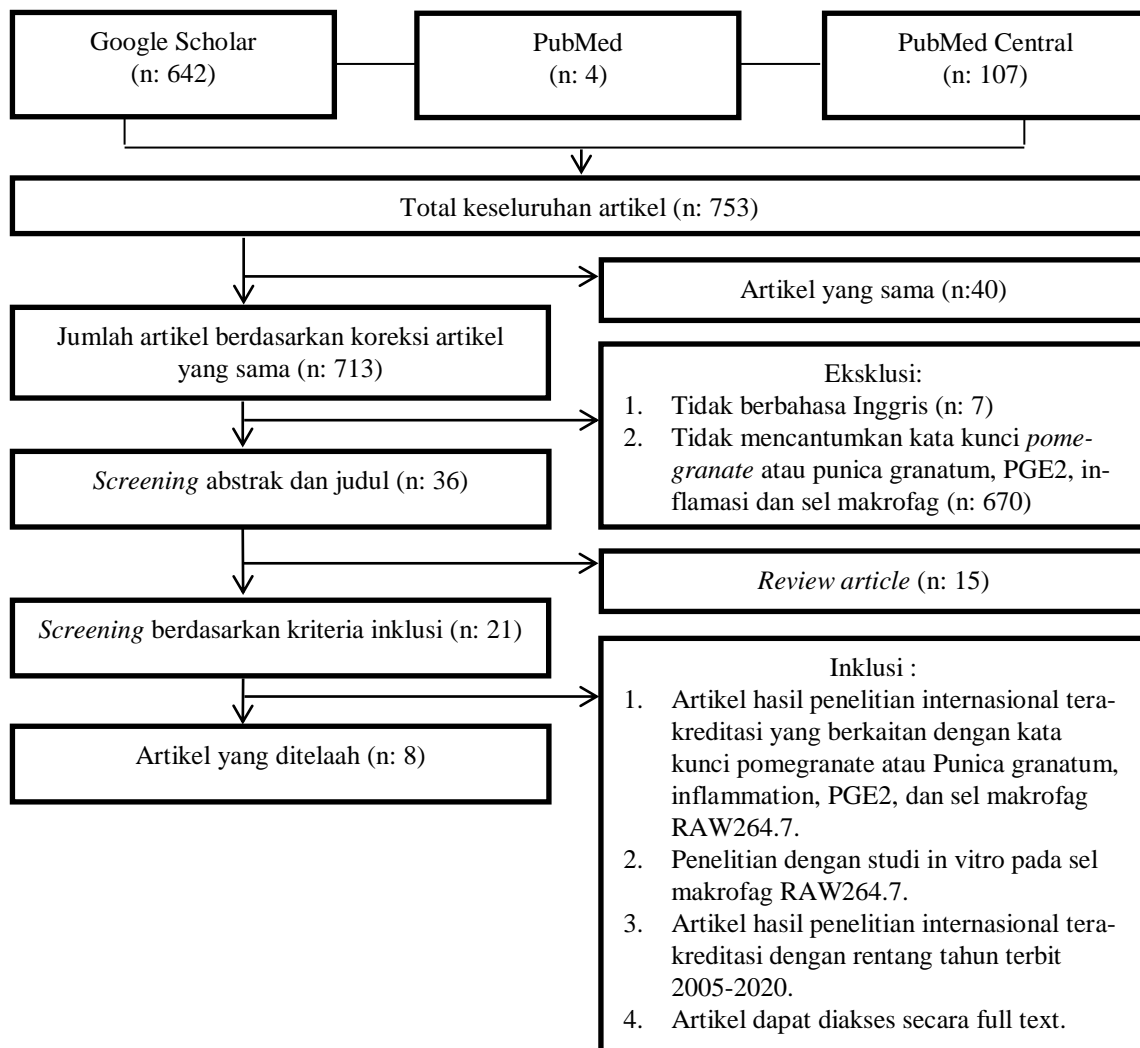 Google Scholar
(n: 642)
PubMed
(n: 4)
PubMed Central
(n: 107)
Total keseluruhan artikel (n: 753)
Artikel yang sama (n:40)
Jumlah artikel berdasarkan koreksi artikel
yang sama (n: 713)
Eksklusi:
1. Tidak berbahasa Inggris (n: 7)
2. Tidak mencantumkan kata kunci pome-
granate atau punica granatum, PGE2, in-
flamasi dan sel makrofag (n: 670)
Screening abstrak dan judul (n: 36)
Review article (n: 15)
Screening berdasarkan kriteria inklusi (n: 21)
Inklusi :
1. Artikel hasil penelitian internasional tera-
kreditasi yang berkaitan dengan kata
kunci pomegranate atau Punica granatum,
inflammation, PGE2, dan sel makrofag
RAW264.7.
2. Penelitian dengan studi in vitro pada sel
makrofag RAW264.7.
3. Artikel hasil penelitian internasional tera-
kreditasi dengan rentang tahun terbit
2005-2020.
4. Artikel dapat diakses secara full text.
Artikel yang ditelaah (n: 8)